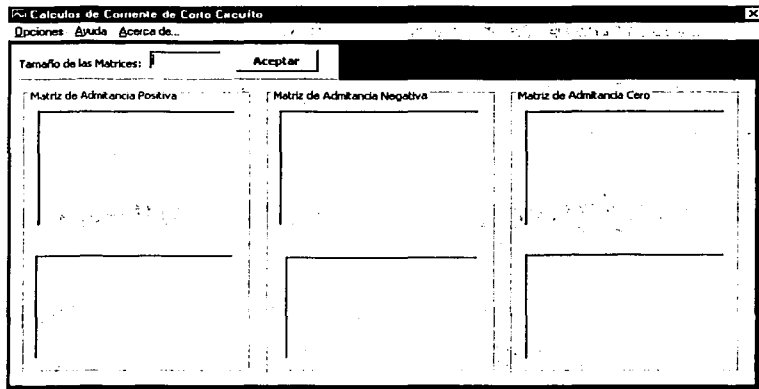 Calculos de Corriente de Corto Circuito
Opciones Ayuda Acerca de...
Tamaño de las Matrices: Aceptar
Matriz de Admitancia Positiva
Matriz de Admitancia Negativa
Matriz de Admitancia Cero